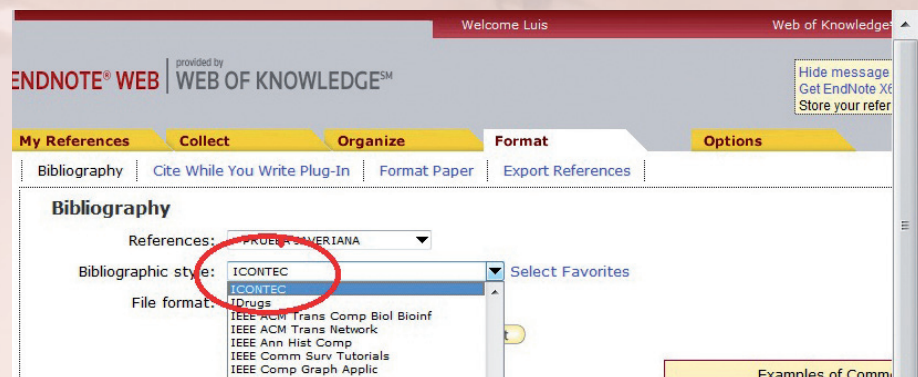 Welcome Luis Web of Knowledge
ENDNOTE® WEB provided by WEB OF KNOWLEDGE℠
Hide message
Get EndNote X6
Store your refer
My References Collect Organize Format Options
Bibliography Cite While You Write Plug-In Format Paper Export References
Bibliography
References: PRUEBA JAVERIANA
Bibliographic style: ICONTEC Select Favorites
ICONTEC
File format: IDrugs
IEEE ACM Trans Comp Biol Bioinf
IEEE ACM Trans Network
IEEE Ann Hist Comp
IEEE Comm Surv Tutorials
IEEE Comp Graph Applic
Examples of Comm